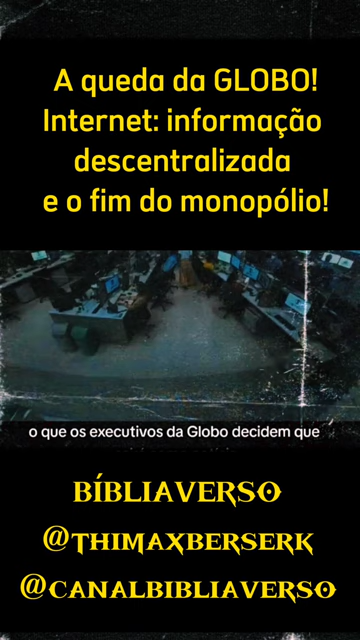 A queda da GLOBO!
Internet: informação
descentralizada
e o fim do monopólio!
o que os executivos da Globo decidem que
BÍBLIAVERSO
@THIMAXBERSERK
@CANALBIBLIAVERSO